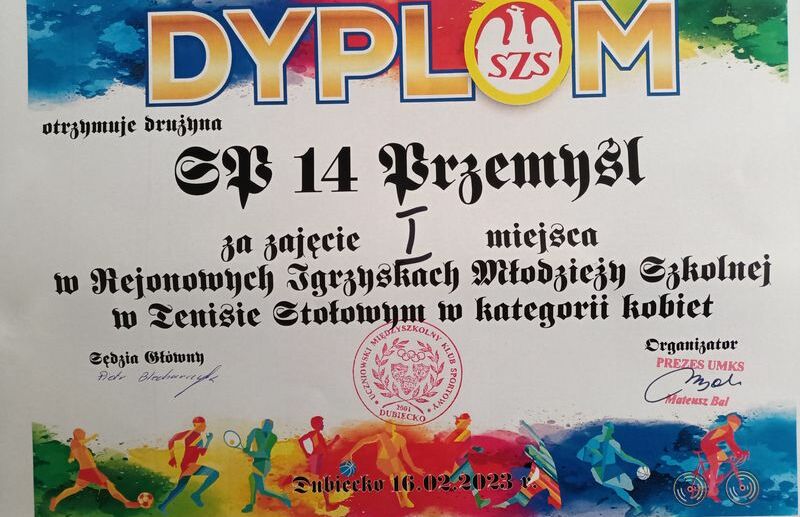 DYPLOM
SZS
otrzymuje drużyna
SP 14 Przemyśl
za zajęcie I miejsca
w Rejonowych Igrzyskach Młodzieży Szkolnej
w Tenisie Stołowym w kategorii kobiet
Sędzia Główny
Piotr
Organizator
PREZES UMKS
Mateusz Bal
UCZNIOWSKI MIĘDZYSZKOLNY KLUB SPORTOWY
2001
DUBIECKO
Dubiecko 16.02.2023 r.